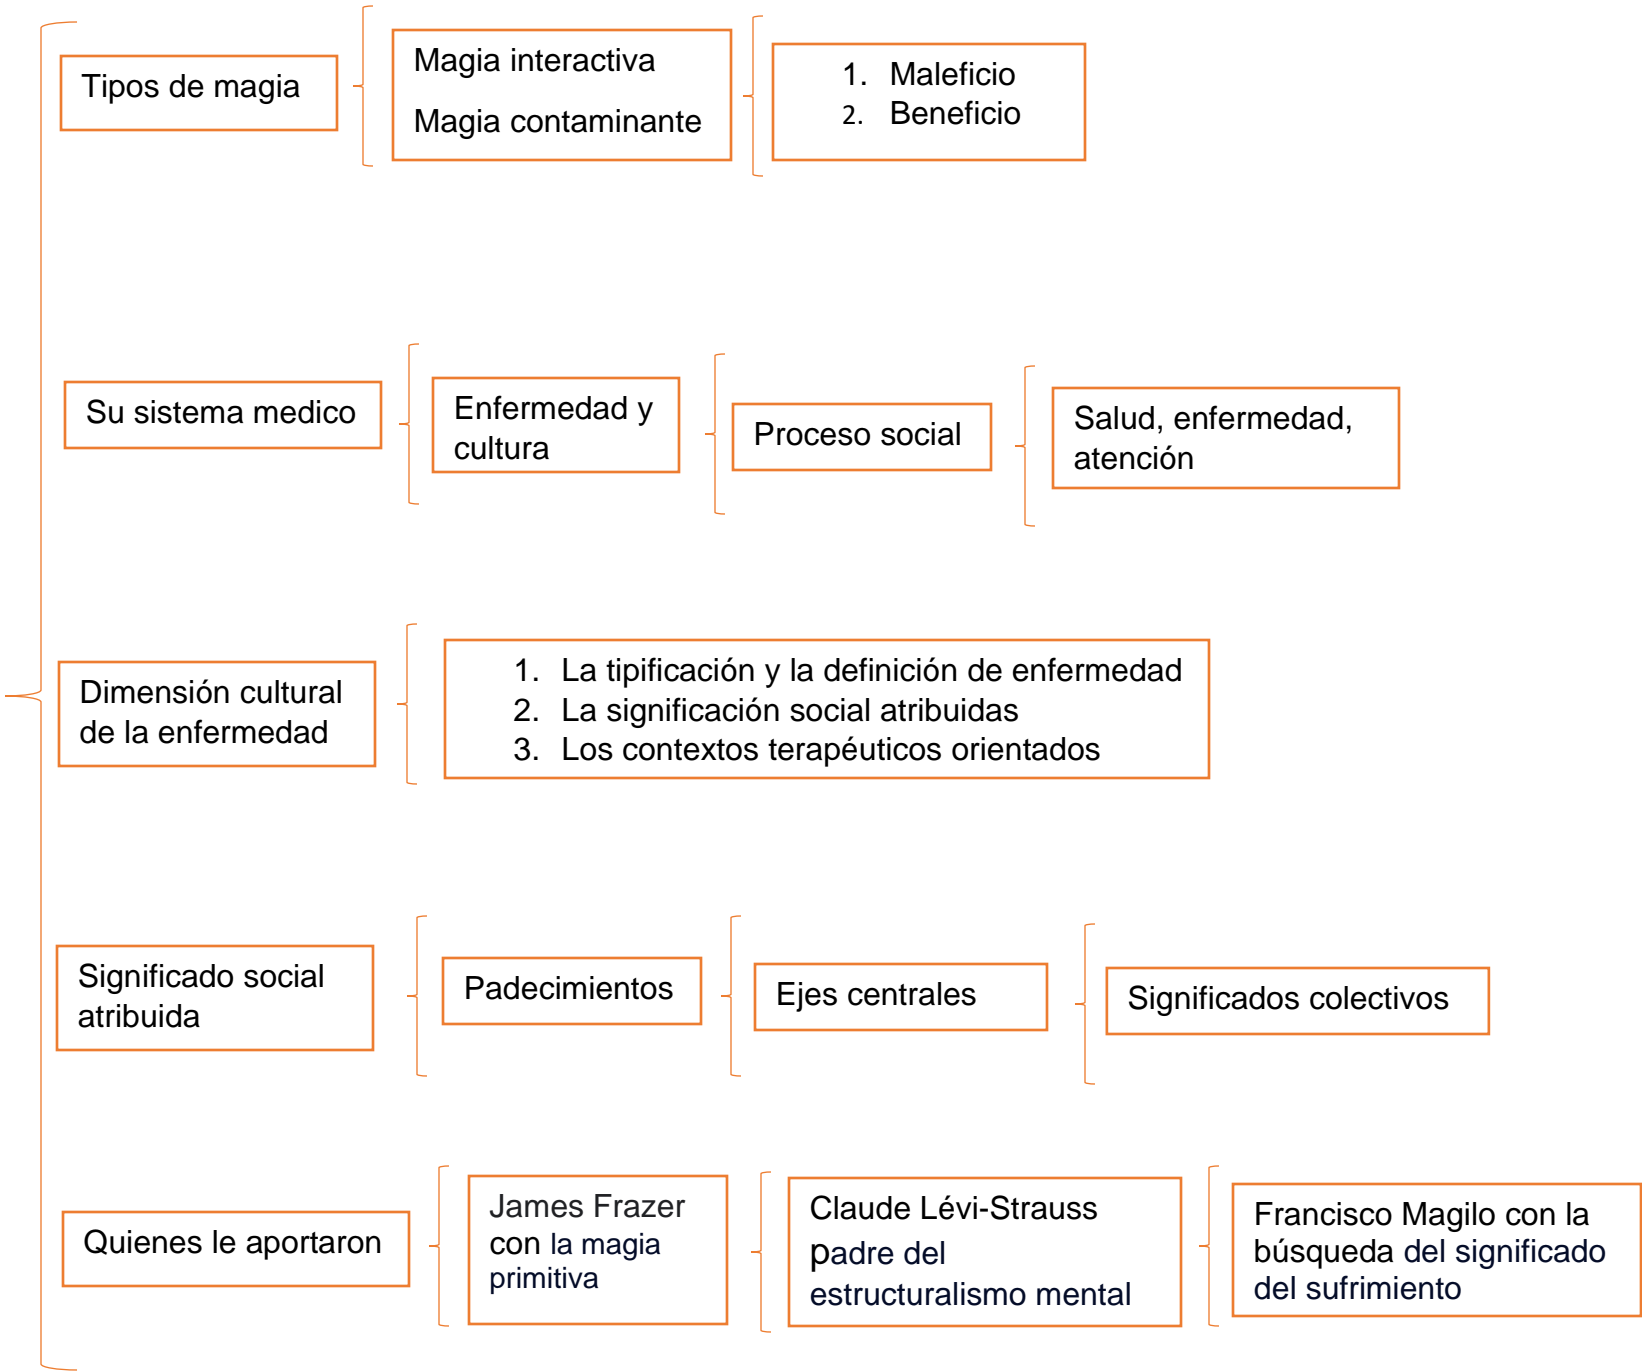 Tipos de magia
Magia interactiva
Magia contaminante
1. Maleficio
2. Beneficio
Su sistema medico
Enfermedad y
cultura
Proceso social
Salud, enfermedad,
atención
Dimensión cultural
de la enfermedad
1. La tipificación y la definición de enfermedad
2. La significación social atribuidas
3. Los contextos terapéuticos orientados
Significado social
atribuida
Padecimientos
Ejes centrales
Significados colectivos
Quienes le aportaron
James Frazer
con la magia
primitiva
Claude Lévi-Strauss
padre del
estructuralismo mental
Francisco Magilo con la
búsqueda del significado
del sufrimiento